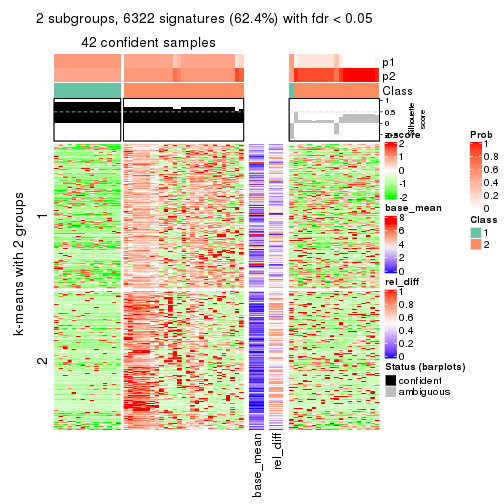 2 subgroups, 6322 signatures (62.4%) with fdr < 0.05
42 confident samples
p1
p2
Class
1
0.5
0
-0.5
Silhouette
score
k-means with 2 groups
1
2
base_mean
rel_diff
z-score
2
1
0
-1
-2
base_mean
8
6
4
2
0
rel_diff
1
0.8
0.6
0.4
0.2
0
Status (barplots)
confident
ambiguous
Prob
1
0.8
0.6
0.4
0.2
0
Class
1
2